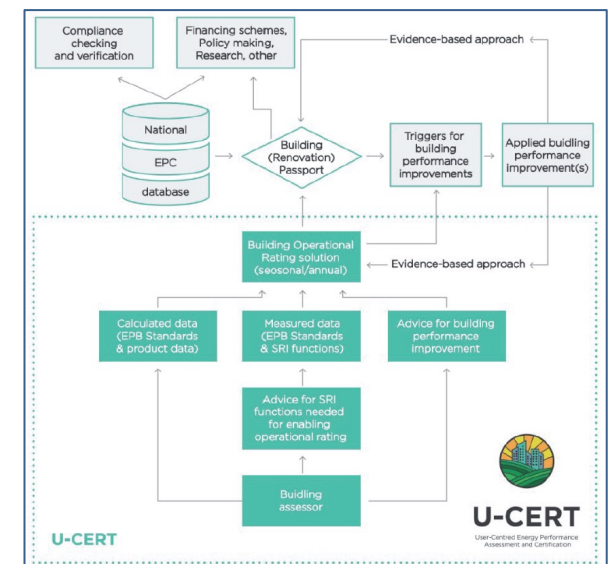 Compliance
checking
and verification
Financing schemes,
Policy making,
Research, other
Evidence-based approach
National
EPC
database
Building
(Renovation)
Passport
Triggers for
building
performance
improvements
Applied buidling
performance
improvement(s)
Building Operational
Rating solution
(seosonal/annual)
Evidence-based approach
Calculated data
(EPB Standards
& product data)
Measured data
(EPB Standards
& SRI functions)
Advice for building
performance
improvement
Advice for SRI
functions needed
for enabling
operational rating
Buidling
assessor
U-CERT
U-CERT
User-Centred Energy Performance
Assessment and Certification